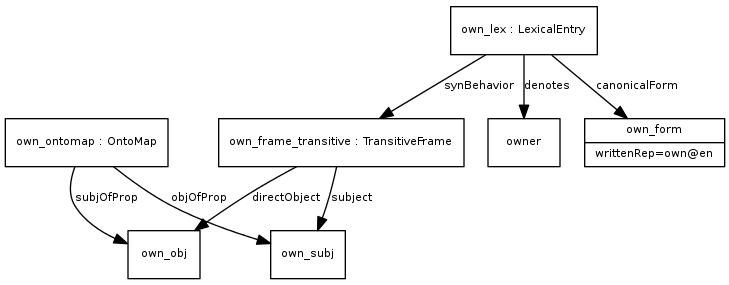 own_lex : LexicalEntry
synBehavior
denotes
canonicalForm
own_ontomap : OntoMap
own_frame_transitive : TransitiveFrame
owner
own_form
writtenRep=own@en
subjOfProp
objOfProp
directObject
subject
own_obj
own_subj